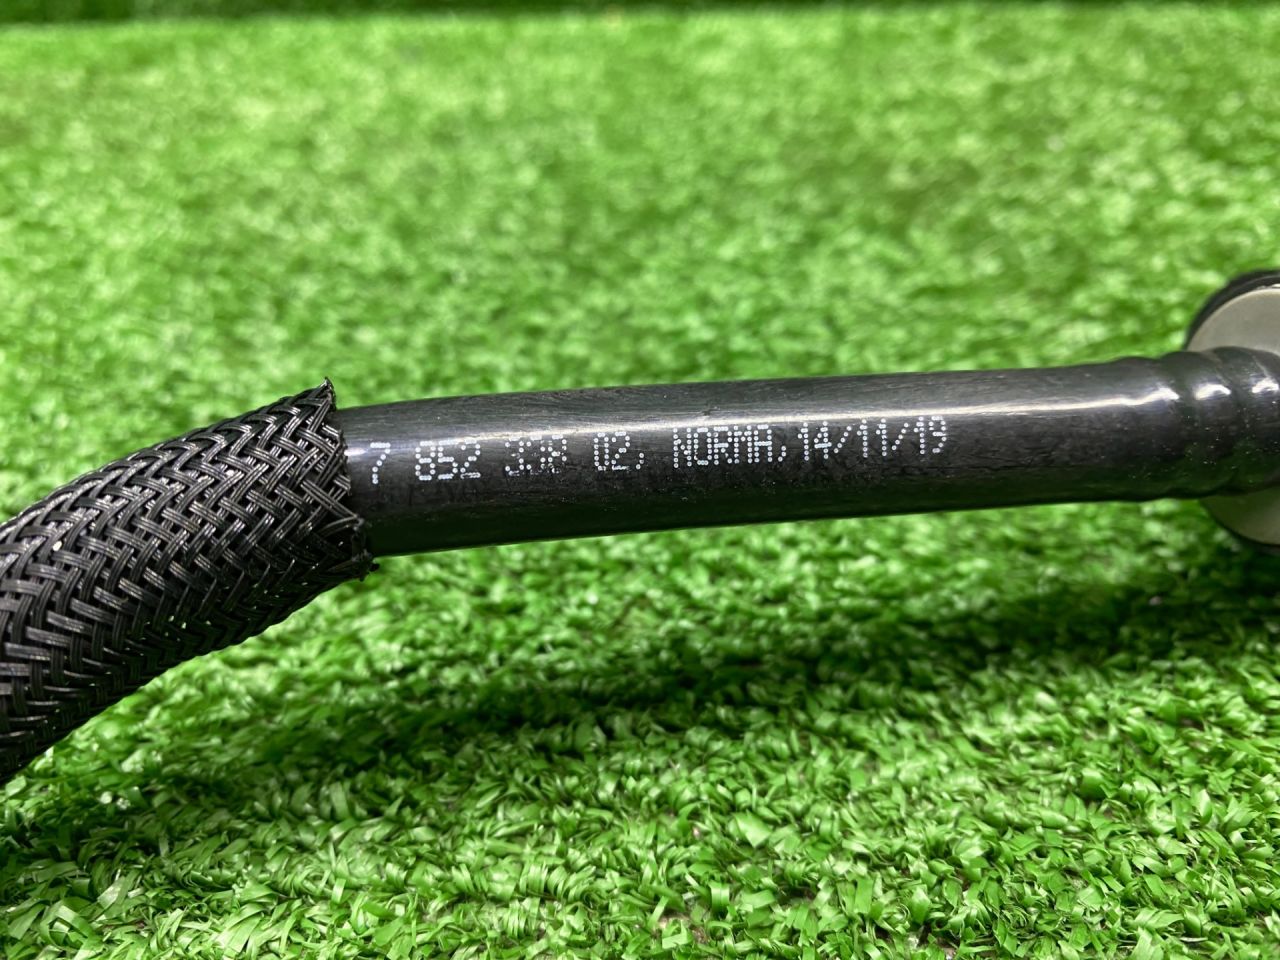 7 852 338 02, NORMA, 14/11/19